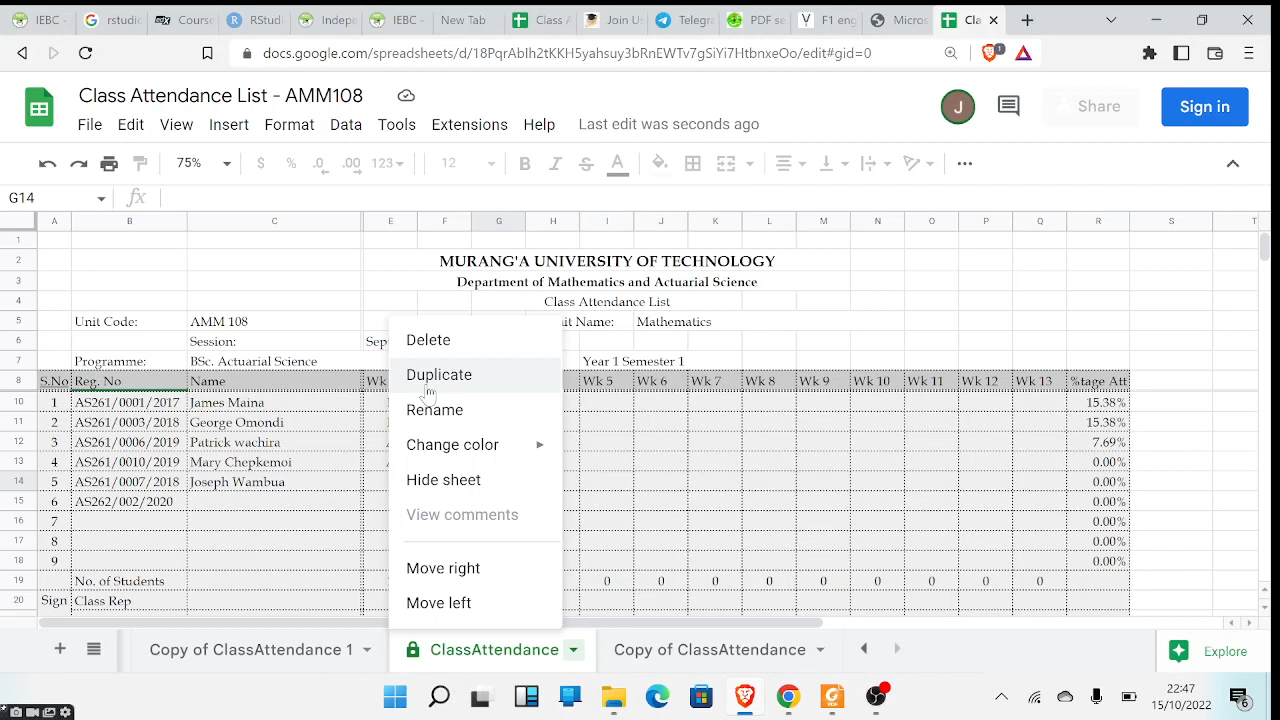 IEBC - rstudio Course RStudi Indepe IEBC - New Tab Class A Join Us Telegra PDF se F1 eng Micros Cla
docs.google.com/spreadsheets/d/18PqrAbIh2tKKH5yahsuy3bRnEWTv7gSiYi7HtbnxeOo/edit#gid=0 1
Class Attendance List - AMM108
J Share Sign in
File Edit View Insert Format Data Tools Extensions Help Last edit was seconds ago
75% $ % .0 .00 123 12 B I S A
G14 fx
A B C E F G H I J K L M N O P Q R S T
1
2 MURANG'A UNIVERSITY OF TECHNOLOGY
3 Department of Mathematics and Actuarial Science
4 Class Attendance List
5 Unit Code: AMM 108 it Name: Mathematics
6 Session: Sep
7 Programme: BSc. Actuarial Science Year 1 Semester 1
8 S.No Reg. No Name Wk Wk 5 Wk 6 Wk 7 Wk 8 Wk 9 Wk 10 Wk 11 Wk 12 Wk 13 %tage Att
10 1 AS261/0001/2017 James Maina 15.38%
11 2 AS261/0003/2018 George Omondi 15.38%
12 3 AS261/0006/2019 Patrick wachira 7.69%
13 4 AS261/0010/2019 Mary Chepkemoi 0.00%
14 5 AS261/0007/2018 Joseph Wambua 0.00%
15 6 AS262/002/2020 0.00%
16 7 0.00%
17 8 0.00%
18 9 0.00%
19 No. of Students 0 0 0 0 0 0 0 0 0
20 Sign Class Rep
Delete
Duplicate
Rename
Change color
Hide sheet
View comments
Move right
Move left
Copy of ClassAttendance 1 ClassAttendance Copy of ClassAttendance Explore
22:47
15/10/2022
6